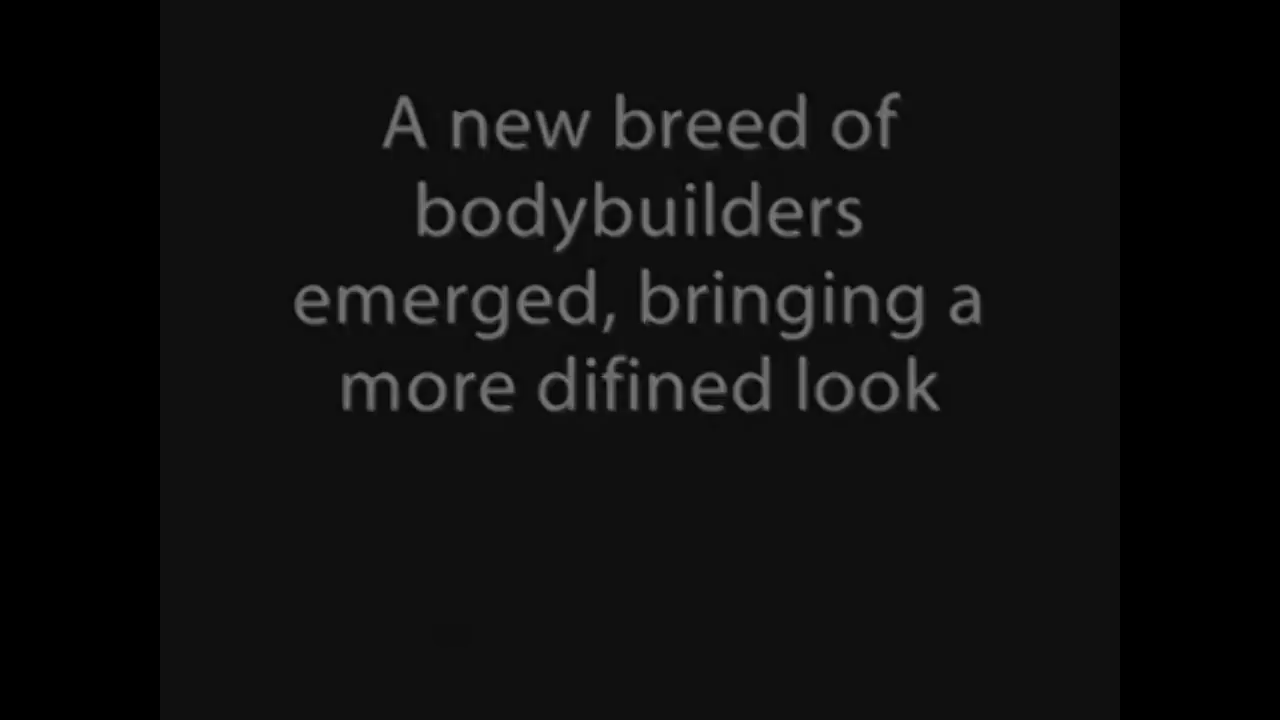 A new breed of
bodybuilders
emerged, bringing a
more difined look